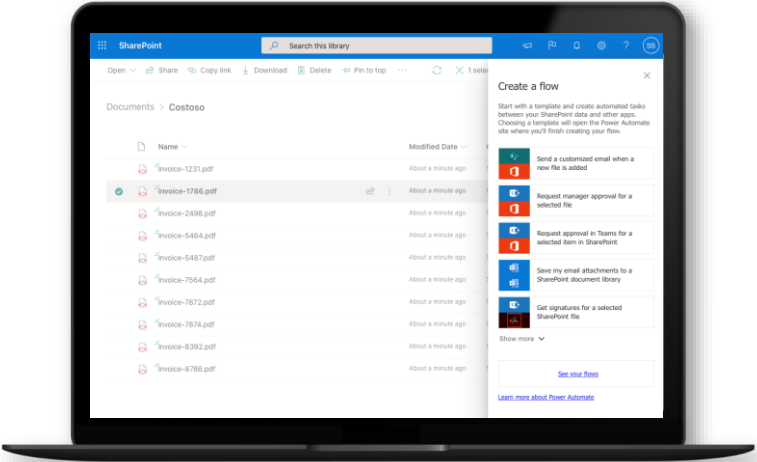 SharePoint
Search this library
?
SS
Open
Share
Copy link
Download
Delete
Pin to top
...
1 sele
Documents > Costoso
Name
Modified Date
Invoice-1231.pdf
About a minute ago
Invoice-1786.pdf
About a minute ago
Invoice-2498.pdf
About a minute ago
Invoice-5464.pdf
About a minute ago
Invoice-5487.pdf
About a minute ago
Invoice-7564.pdf
About a minute ago
Invoice-7872.pdf
About a minute ago
Invoice-7874.pdf
About a minute ago
Invoice-8392.pdf
About a minute ago
Invoice-8786.pdf
About a minute ago
Create a flow
Start with a template and create automated tasks
between your SharePoint data and other apps.
Choosing a template will open the Power Automate
site where you'll finish creating your flow.
Send a customized email when a
new file is added
Request manager approval for a
selected file
Request approval in Teams for a
selected item in SharePoint
Save my email attachments to a
SharePoint document library
Get signatures for a selected
SharePoint file
Show more
See your flows
Learn more about Power Automate